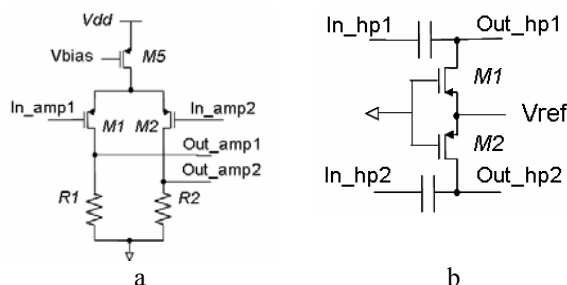 Vdd
Vbias
M5
In_amp1
In_amp2
M1
M2
Out_amp1
Out_amp2
R1
R2
a
In_hp1
Out_hp1
M1
Vref
M2
In_hp2
Out_hp2
b